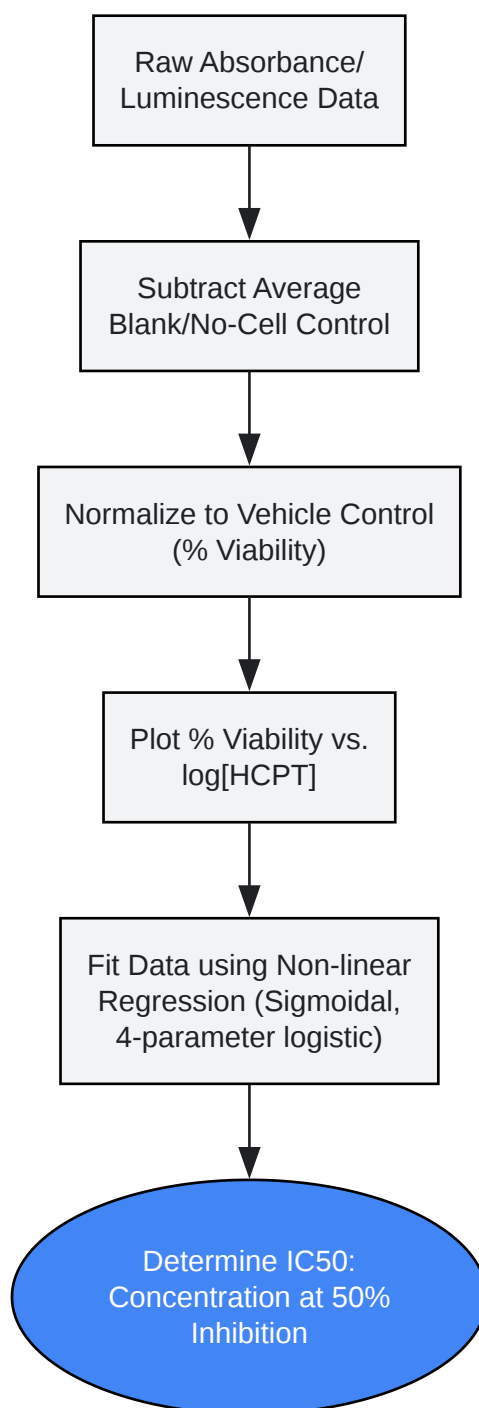 Raw Absorbance/
Luminescence Data
Subtract Average
Blank/No-Cell Control
Normalize to Vehicle Control
(% Viability)
Plot % Viability vs.
log[HCPT]
Fit Data using Non-linear
Regression (Sigmoidal,
4-parameter logistic)
Determine IC50:
Concentration at 50%
Inhibition